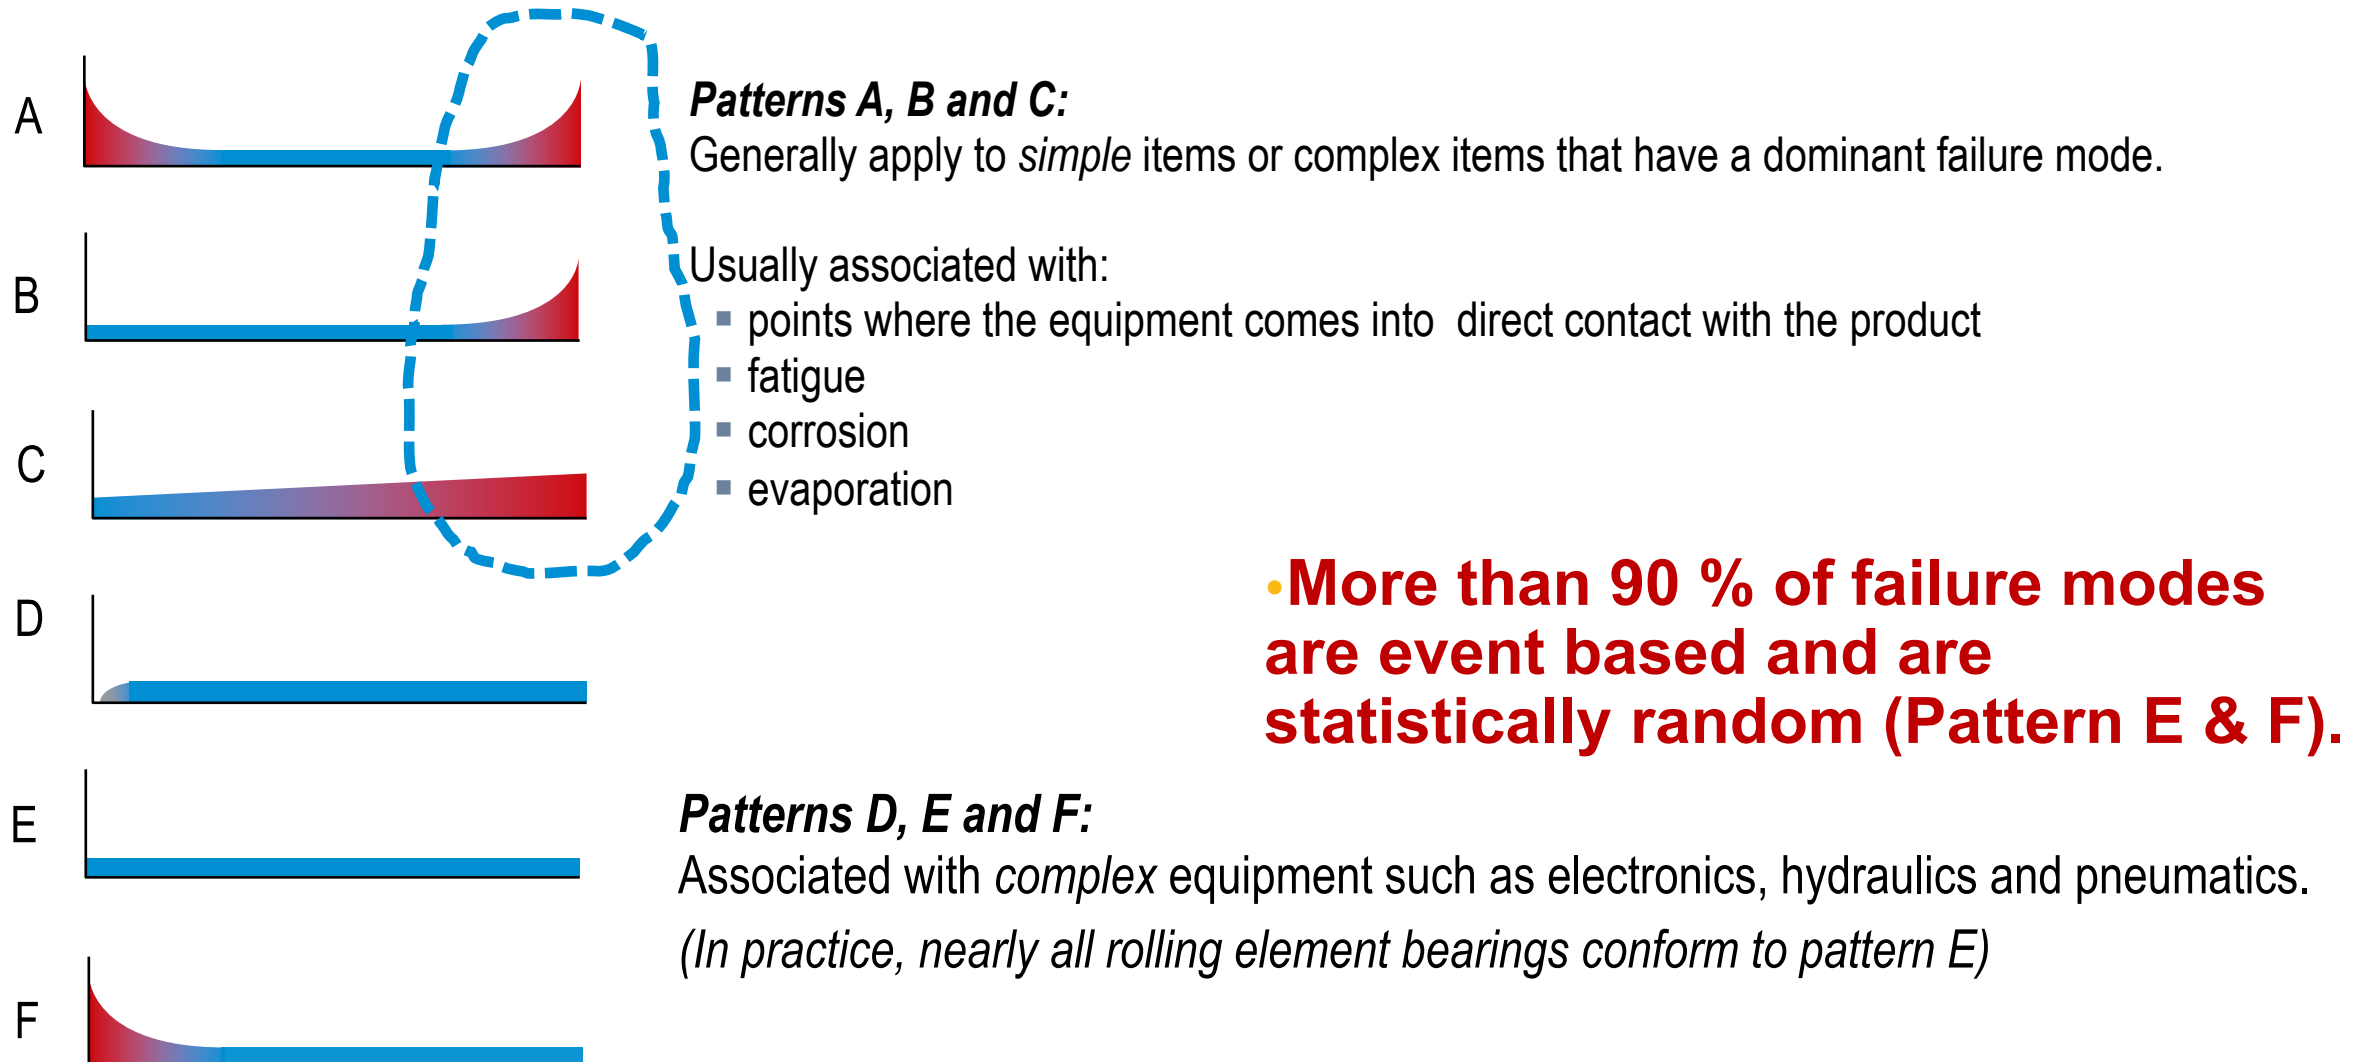 A
Patterns A, B and C:
Generally apply to simple items or complex items that have a dominant failure mode.
B
Usually associated with:
▪ points where the equipment comes into  direct contact with the product
▪ fatigue
▪ corrosion
▪ evaporation
C
D
•More than 90 % of failure modes
are event based and are
statistically random (Pattern E & F).
E
Patterns D, E and F:
Associated with complex equipment such as electronics, hydraulics and pneumatics.
(In practice, nearly all rolling element bearings conform to pattern E)
F